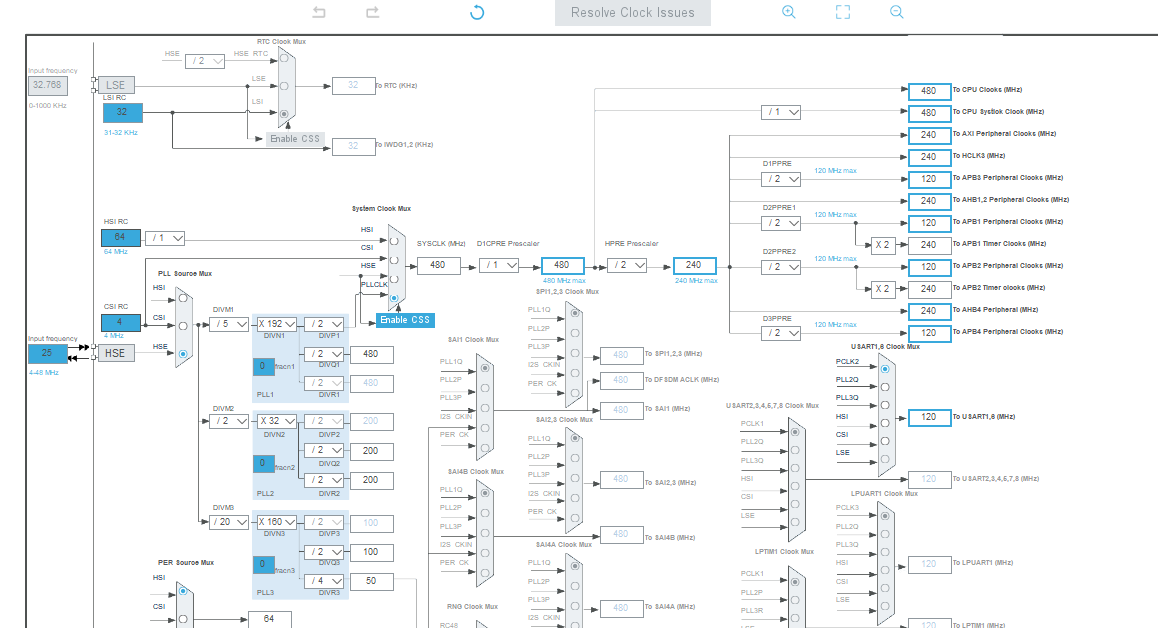 Resolve Clock Issues
RTC Clock Mux
HSE
/ 2
HSE_RTC
Input frequency
32.768
LSE
LSE
32
To RTC (KHz)
0-1000 KHz
LSI RC
LSI
32
31-32 KHz
Enable CSS
32
To IWDG1,2 (KHz)
480
To CPU Clocks (MHz)
/ 1
480
To CPU Systick Clock (MHz)
240
To AXI Peripheral Clocks (MHz)
240
To HCLK3 (MHz)
D1PPRE
/ 2
120 MHz max
120
To APB3 Peripheral Clocks (MHz)
240
To AHB1,2 Peripheral Clocks (MHz)
D2PPRE1
/ 2
120 MHz max
120
To APB1 Peripheral Clocks (MHz)
X 2
240
To APB1 Timer Clocks (MHz)
D2PPRE2
/ 2
120 MHz max
120
To APB2 Peripheral Clocks (MHz)
X 2
240
To APB2 Timer clocks (MHz)
240
To AHB4 Peripheral (MHz)
D3PPRE
/ 2
120 MHz max
120
To APB4 Peripheral Clocks (MHz)
System Clock Mux
HSI RC
64
/ 1
64 MHz
HSI
CSI
HSE
PLLCLK
SYSCLK (MHz)
480
D1CPRE Prescaler
/ 1
480
480 MHz max
HPRE Prescaler
/ 2
240
240 MHz max
Enable CSS
PLL Source Mux
HSI
CSI RC
4
CSI
4 MHz
Input frequency
25
HSE
HSE
4-48 MHz
DIVM1
/ 5
X 192
/ 2
DIVN1
DIVP1
/ 2
480
0
fracn1
DIVQ1
/ 2
480
PLL1
DIVR1
DIVM2
/ 2
X 32
/ 2
200
DIVN2
DIVP2
/ 2
200
0
fracn2
DIVQ2
/ 2
200
PLL2
DIVR2
DIVM3
/ 20
X 160
/ 2
100
DIVN3
DIVP3
/ 2
100
0
fracn3
DIVQ3
/ 4
50
PLL3
DIVR3
PER Source Mux
HSI
CSI
64
SPI1,2,3 Clock Mux
PLL1Q
PLL2P
PLL3P
I2S_CKIN
PER_CK
480
To SPI1,2,3 (MHz)
480
To DFSDM ACLK (MHz)
480
To SAI1 (MHz)
SAI1 Clock Mux
PLL1Q
PLL2P
PLL3P
I2S_CKIN
PER_CK
SAI2,3 Clock Mux
PLL1Q
PLL2P
PLL3P
I2S_CKIN
PER_CK
480
To SAI2,3 (MHz)
SAI4B Clock Mux
PLL1Q
PLL2P
PLL3P
I2S_CKIN
PER_CK
480
To SAI4B (MHz)
SAI4A Clock Mux
PLL1Q
PLL2P
PLL3P
I2S_CKIN
480
To SAI4A (MHz)
RNG Clock Mux
RC48
USART1,6 Clock Mux
PCLK2
PLL2Q
PLL3Q
HSI
CSI
LSE
120
To USART1,6 (MHz)
USART2,3,4,5,7,8 Clock Mux
PCLK1
PLL2Q
PLL3Q
HSI
CSI
LSE
120
To USART2,3,4,5,7,8 (MHz)
LPUART1 Clock Mux
PCLK3
PLL2Q
PLL3Q
HSI
CSI
LSE
120
To LPUART1 (MHz)
LPTIM1 Clock Mux
PCLK1
PLL2P
PLL3R
LSE
120
To LPTIM1 (MHz)